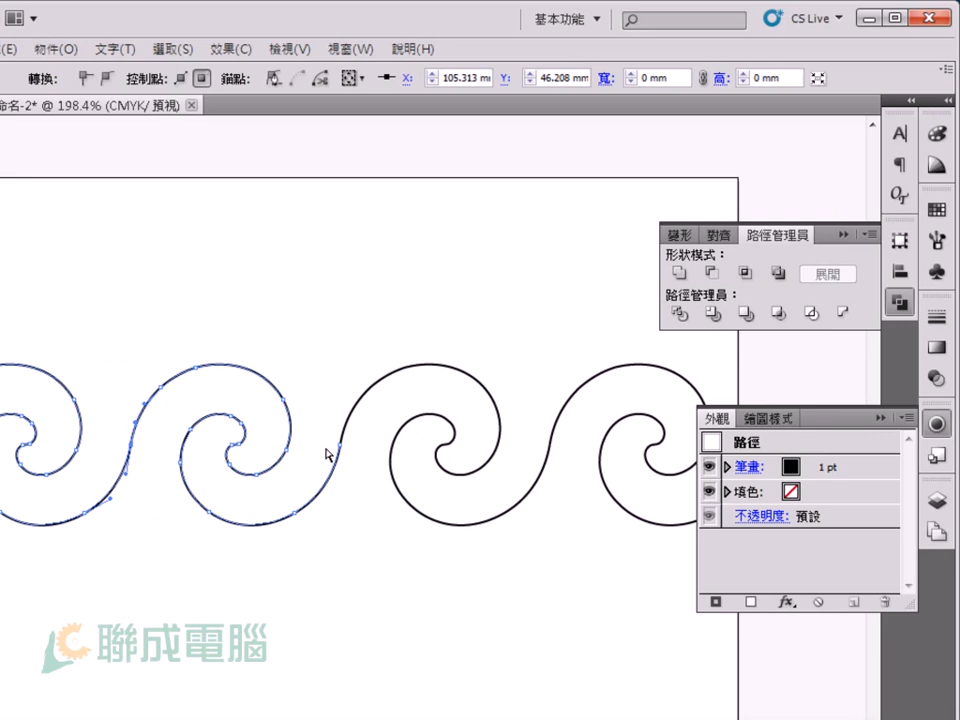 基本功能 CS Live
(E) 物件(O) 文字(T) 選取(S) 效果(C) 檢視(V) 視窗(W) 說明(H)
轉換: 控制點: 錨點: X: 105.313 m Y: 46.208 mm 寬: 0 mm 高: 0 mm
命名-2* @ 198.4% (CMYK/ 預視)
變形 對齊 路徑管理員
形狀模式:
展開
路徑管理員:
外觀 繪圖樣式
路徑
筆畫: 1 pt
填色:
不透明度: 預設
fx
聯成電腦